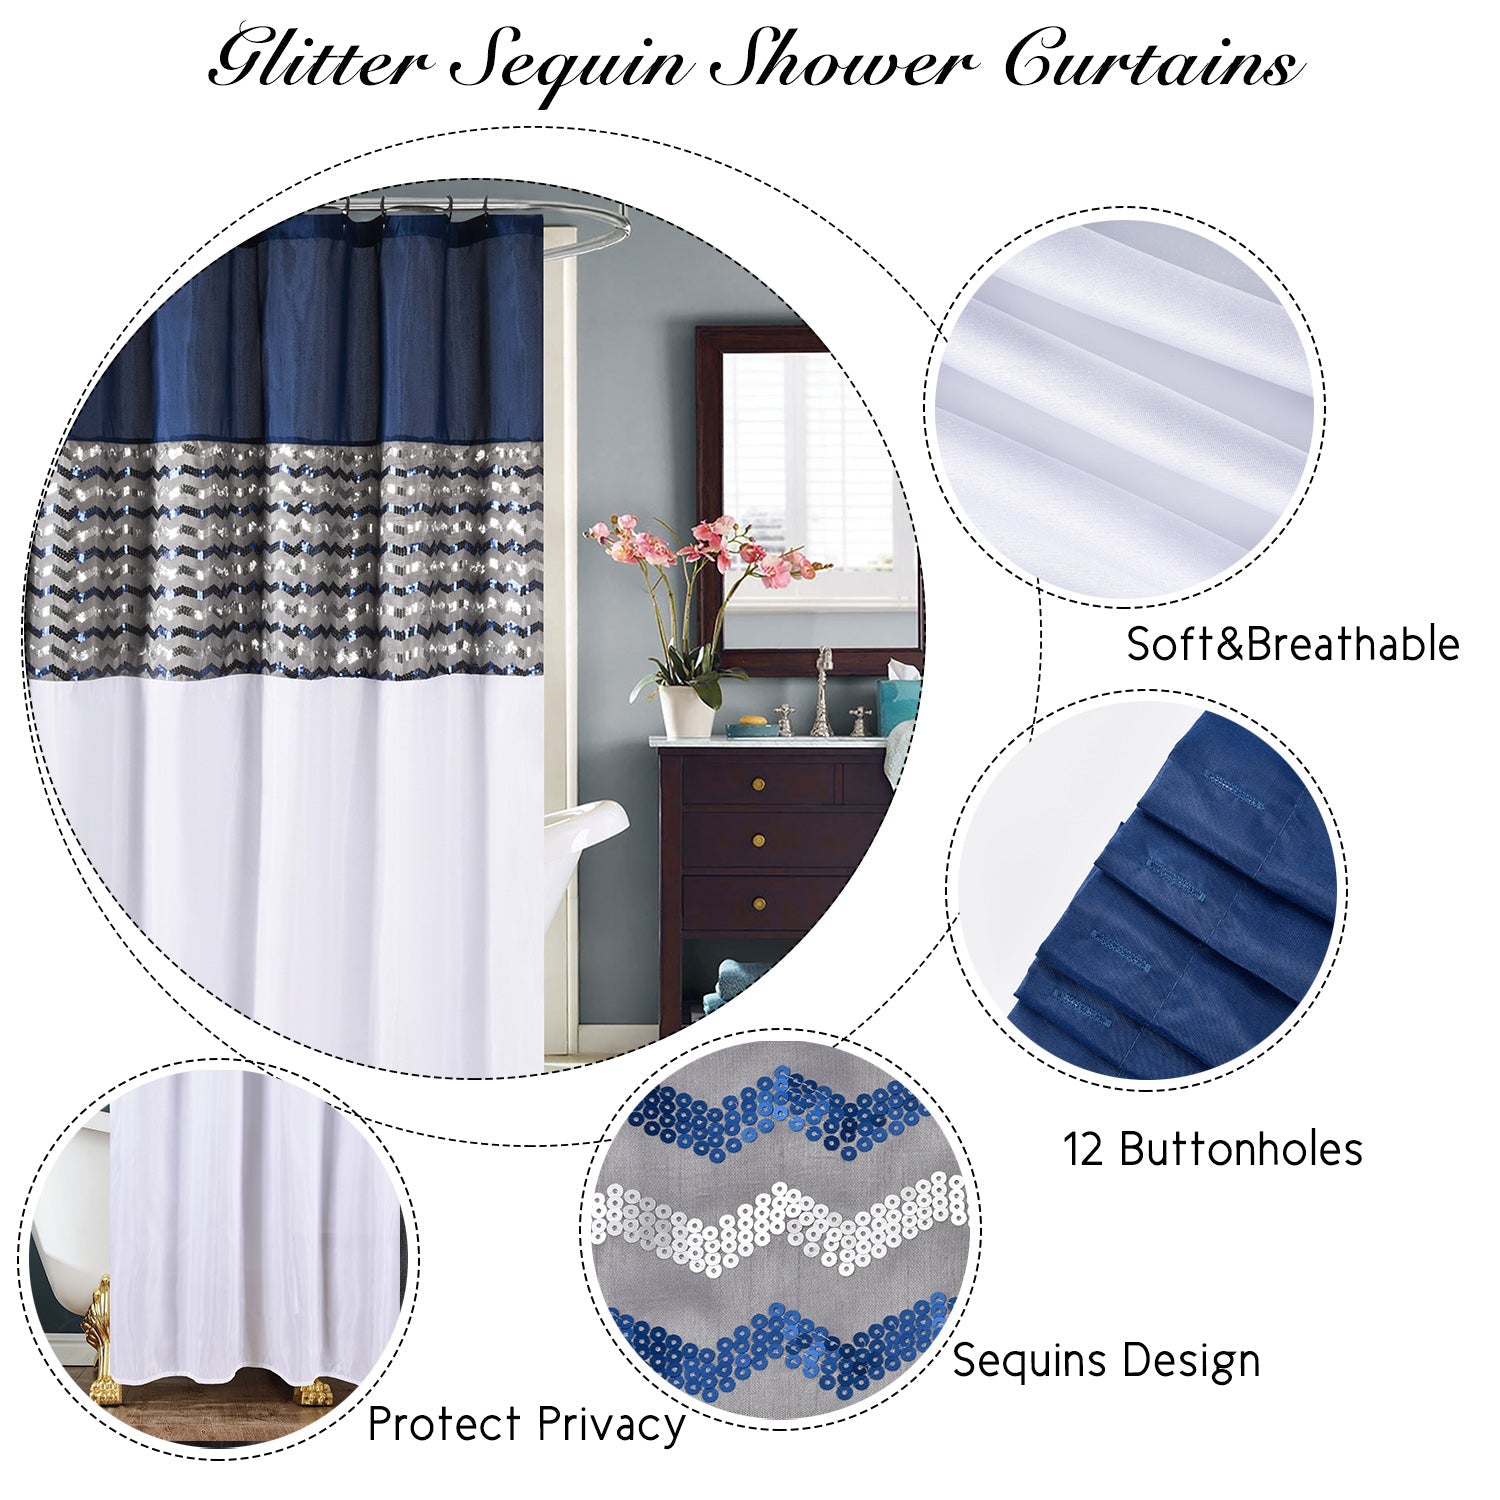 Glitter Sequin Shower Curtains
Soft&Breathable
12 Buttonholes
Sequins Design
Protect Privacy